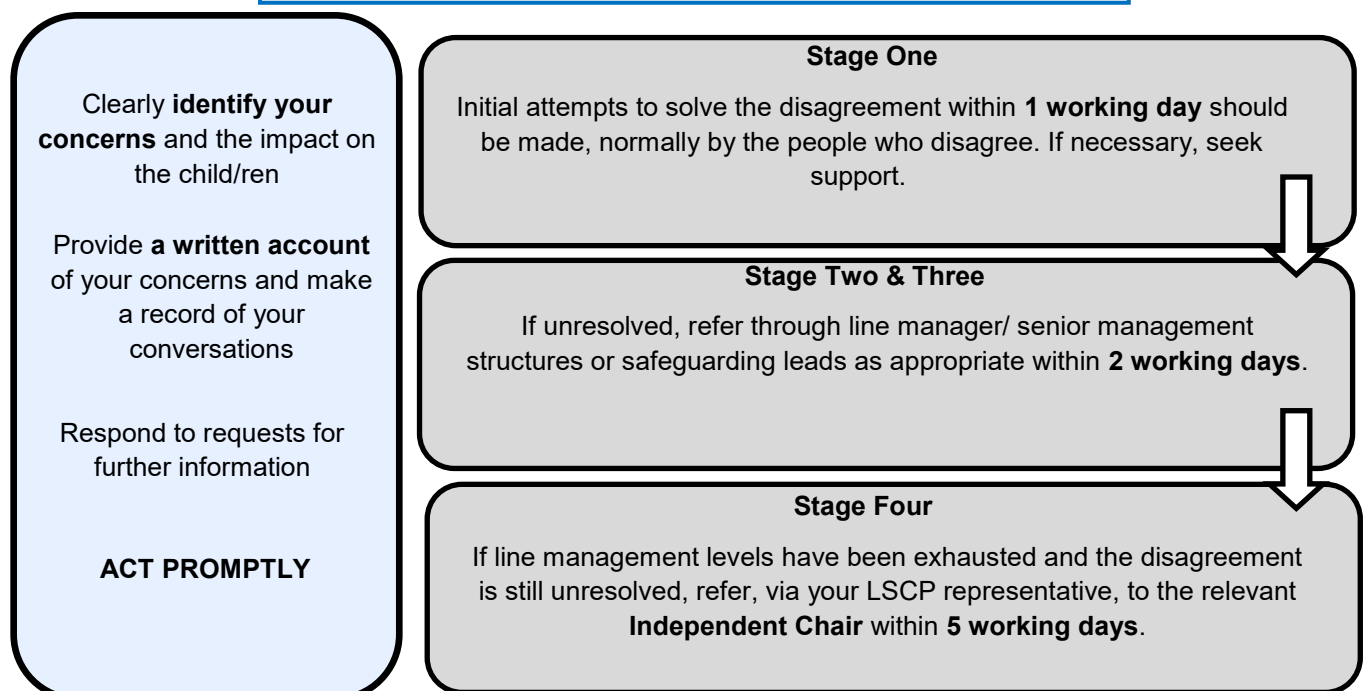 Clearly identify your
concerns and the impact on
the child/ren
Provide a written account
of your concerns and make
a record of your
conversations
Respond to requests for
further information
ACT PROMPTLY
Stage One
Initial attempts to solve the disagreement within 1 working day should
be made, normally by the people who disagree. If necessary, seek
support.
Stage Two & Three
If unresolved, refer through line manager/ senior management
structures or safeguarding leads as appropriate within 2 working days.
Stage Four
If line management levels have been exhausted and the disagreement
is still unresolved, refer, via your LSCP representative, to the relevant
Independent Chair within 5 working days.